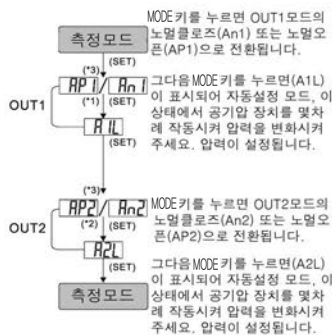 측정모드
MODE키를 누르면 OUT1모드의
노멀클로즈(An1) 또는 노멀오
픈(AP1)으로 전환됩니다.
(SET)
(*3)
AP1 / An1
(*1) (SET)
OUT1
A1L
(SET)
그다음MODE키를 누르면(A1L)
이 표시되어 자동설정 모드, 이
상태에서 공기압 장치를 몇차
례 작동시켜 압력을 변화시켜
주세요. 압력이 설정됩니다.
(*3)
AP2 / An2
(*2) (SET)
OUT2
A2L
(SET)
측정모드
MODE키를 누르면 OUT2모드의
노멀클로즈(An2) 또는 노멀오
픈(AP2)으로 전환됩니다.
그다음MODE키를 누르면(A2L)
이 표시되어 자동설정 모드, 이
상태에서 공기압 장치를 몇차
례 작동시켜 압력을 변화시켜
주세요. 압력이 설정됩니다.